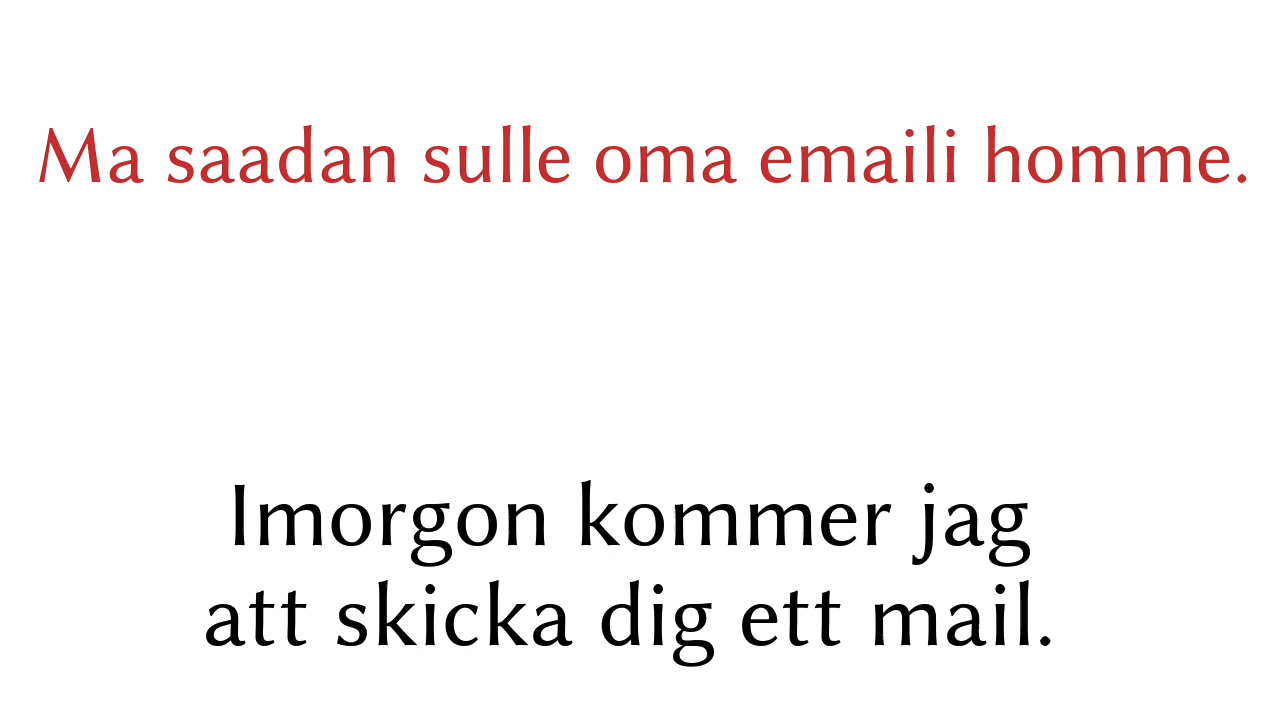 Ma saadan sulle oma emaili homme.
Imorgon kommer jag
att skicka dig ett mail.